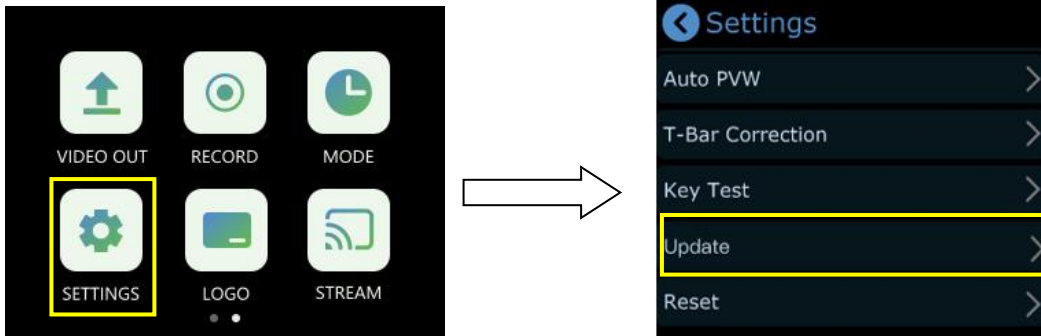 VIDEO OUT
RECORD
MODE
SETTINGS
LOGO
STREAM
Settings
Auto PVW
T-Bar Correction
Key Test
Update
Reset